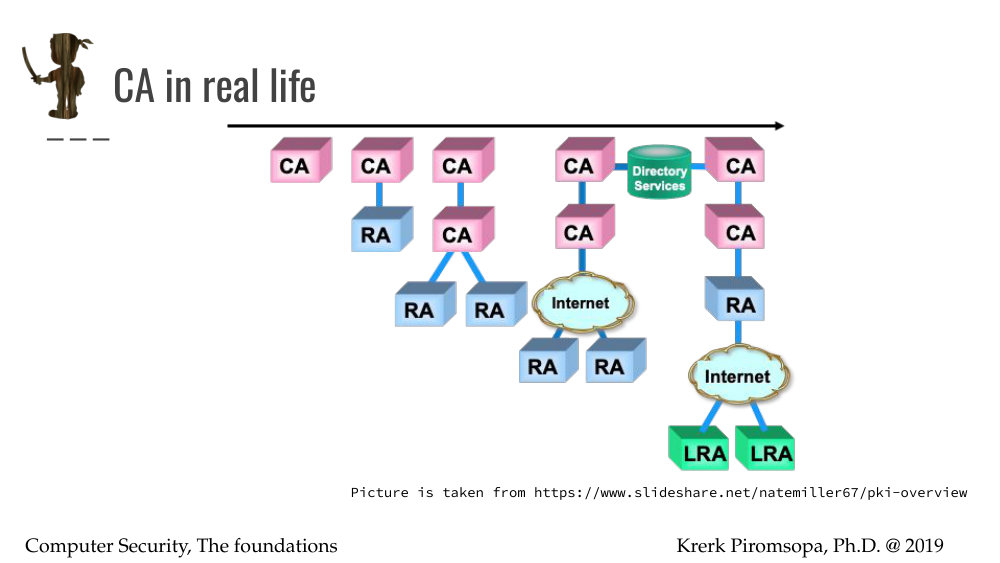 CA in real life
CA CA CA CA Directory Services CA
RA CA CA CA
RA RA Internet RA
RA RA Internet
LRA LRA
Picture is taken from https://www.slideshare.net/natemiller67/pki-overview
Computer Security, The foundations
Krerk Piromsopa, Ph.D. @ 2019